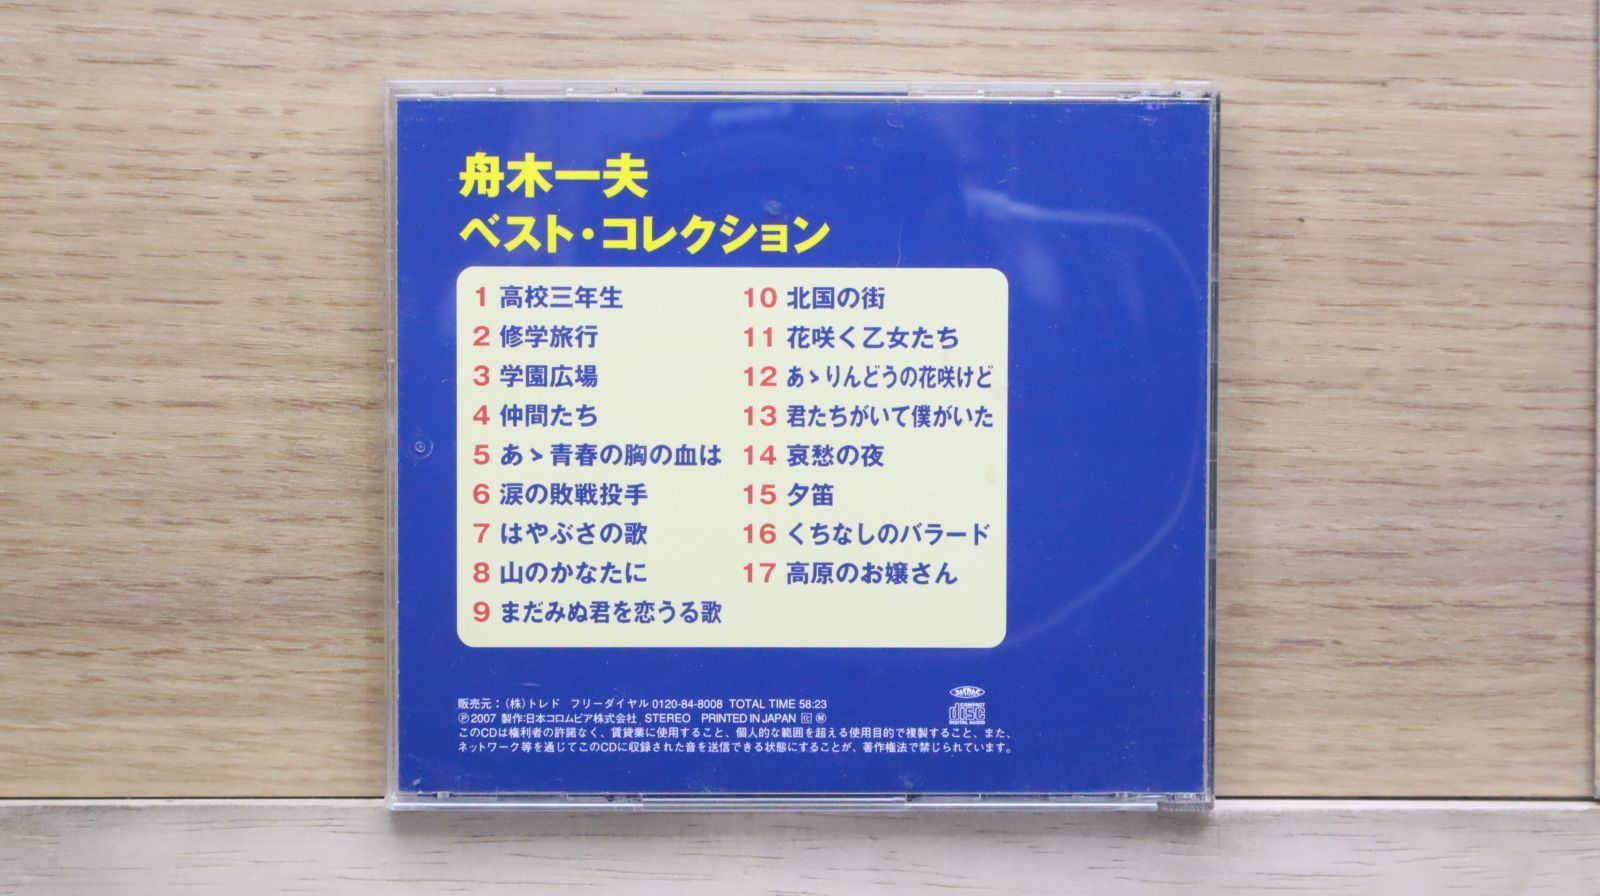 舟木一夫
ベスト・コレクション
1 高校三年生
2 修学旅行
3 学園広場
4 仲間たち
5 あゝ青春の胸の血は
6 涙の敗戦投手
7 はやぶさの歌
8 山のかなたに
9 まだみぬ君を恋うる歌
10 北国の街
11 花咲く乙女たち
12 あゝりんどうの花咲けど
13 君たちがいて僕がいた
14 哀愁の夜
15 夕笛
16 くちなしのバラード
17 高原のお嬢さん
販売元：(株)トレド フリーダイヤル 0120-84-8008 TOTAL TIME 58:23
Ⓟ2007 製作:日本コロムビア株式会社 STEREO PRINTED IN JAPAN
このCDは権利者の許諾なく、賃貸業に使用すること、個人的な範囲を超える使用目的で複製すること、また、
ネットワーク等を通じてこのCDに収録された音を送信できる状態にすることが、著作権法で禁じられています。
COMPACT
disc
DIGITAL AUDIO